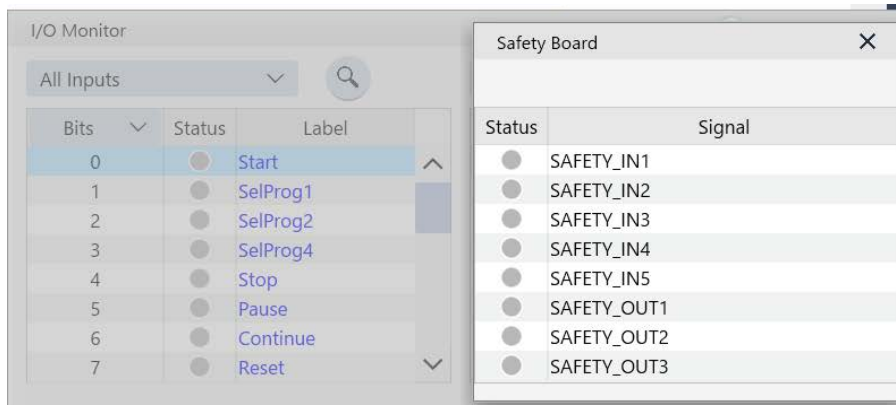 I/O Monitor
All Inputs
Bits Status Label
0 Start
1 SelProg1
2 SelProg2
3 SelProg4
4 Stop
5 Pause
6 Continue
7 Reset
Safety Board
Status Signal
SAFETY_IN1
SAFETY_IN2
SAFETY_IN3
SAFETY_IN4
SAFETY_IN5
SAFETY_OUT1
SAFETY_OUT2
SAFETY_OUT3